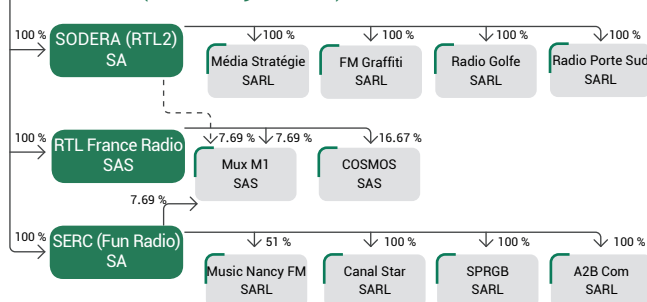 100 %
SODERA (RTL2)
SA
100 %
100 %
100 %
100 %
Média Stratégie
SARL
FM Graffiti
SARL
Radio Golfe
SARL
Radio Porte Sud
SARL
100 %
RTL France Radio
SAS
7.69 %
7.69 %
16.67 %
Mux M1
SAS
COSMOS
SAS
7.69 %
100 %
SERC (Fun Radio)
SA
51 %
100 %
100 %
100 %
Music Nancy FM
SARL
Canal Star
SARL
SPRGB
SARL
A2B Com
SARL